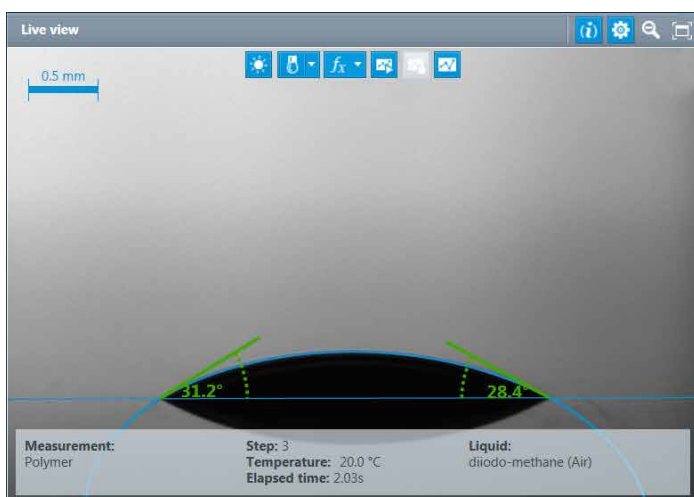 Live view
0.5 mm
fx
31.2°
28.4°
Measurement:
Polymer
Step: 3
Temperature: 20.0 °C
Elapsed time: 2.03s
Liquid:
diiodo-methane (Air)